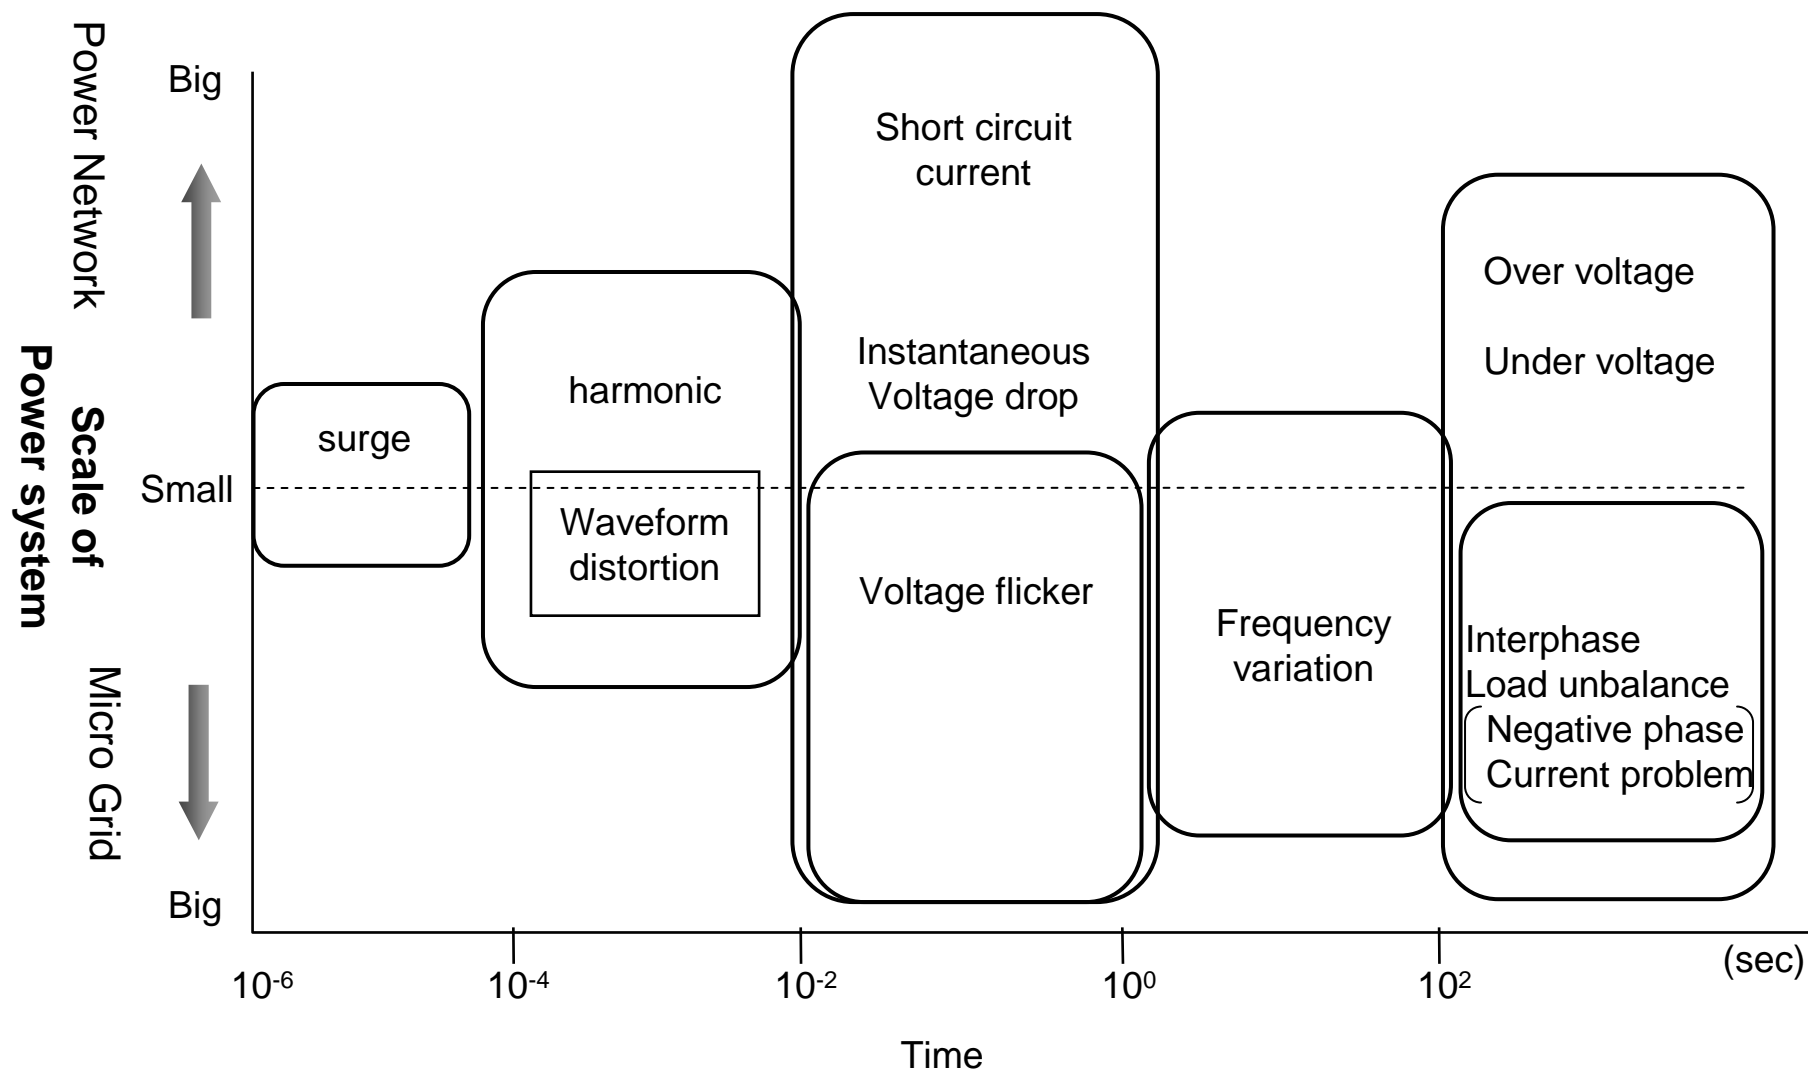 Power Network
Scale of
Power system
Micro Grid
Big
Small
Big
surge
harmonic
Waveform
distortion
Short circuit
current
Instantaneous
Voltage drop
Voltage flicker
Frequency
variation
Over voltage
Under voltage
Interphase
Load unbalance
Negative phase
Current problem
10-6
10-4
10-2
100
102
(sec)
Time